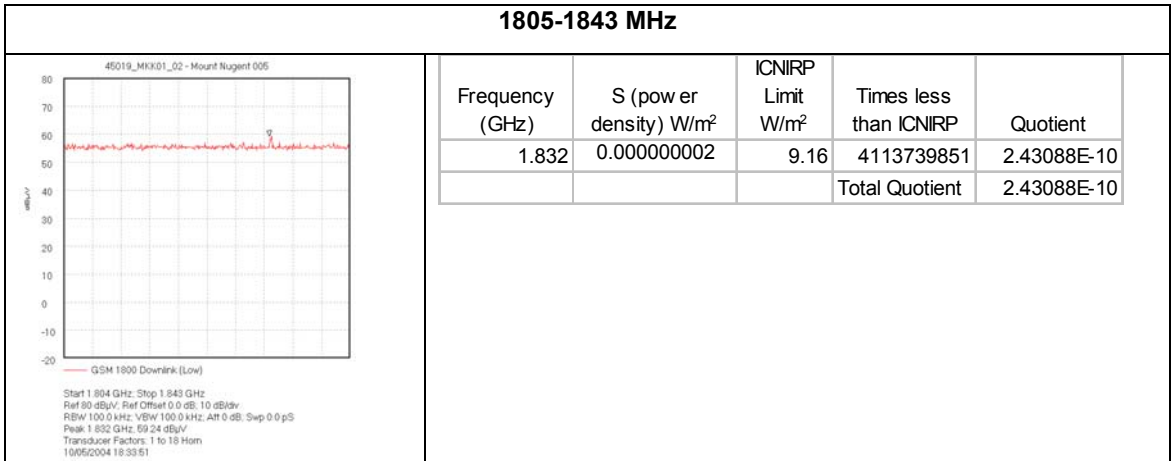 1805-1843 MHz
45019_MKK01_02 - Mount Nugent 005
80
70
60
50
40
30
20
10
0
-10
-20
dBµV
GSM 1800 Downlink (Low)
Start 1.804 GHz; Stop 1.843 GHz
Ref 80 dBµV; Ref Offset 0.0 dB; 10 dB/div
RBW 100.0 kHz; VBW 100.0 kHz; Att 0 dB; Swp 0.0 pS
Peak 1.832 GHz, 59.24 dBµV
Transducer Factors: 1 to 18 Horn
10/05/2004 18:33:51
Frequency (GHz) S (pow er density) W/m² ICNIRP Limit W/m² Times less than ICNIRP Quotient
1.832 0.000000002 9.16 4113739851 2.43088E-10
Total Quotient 2.43088E-10